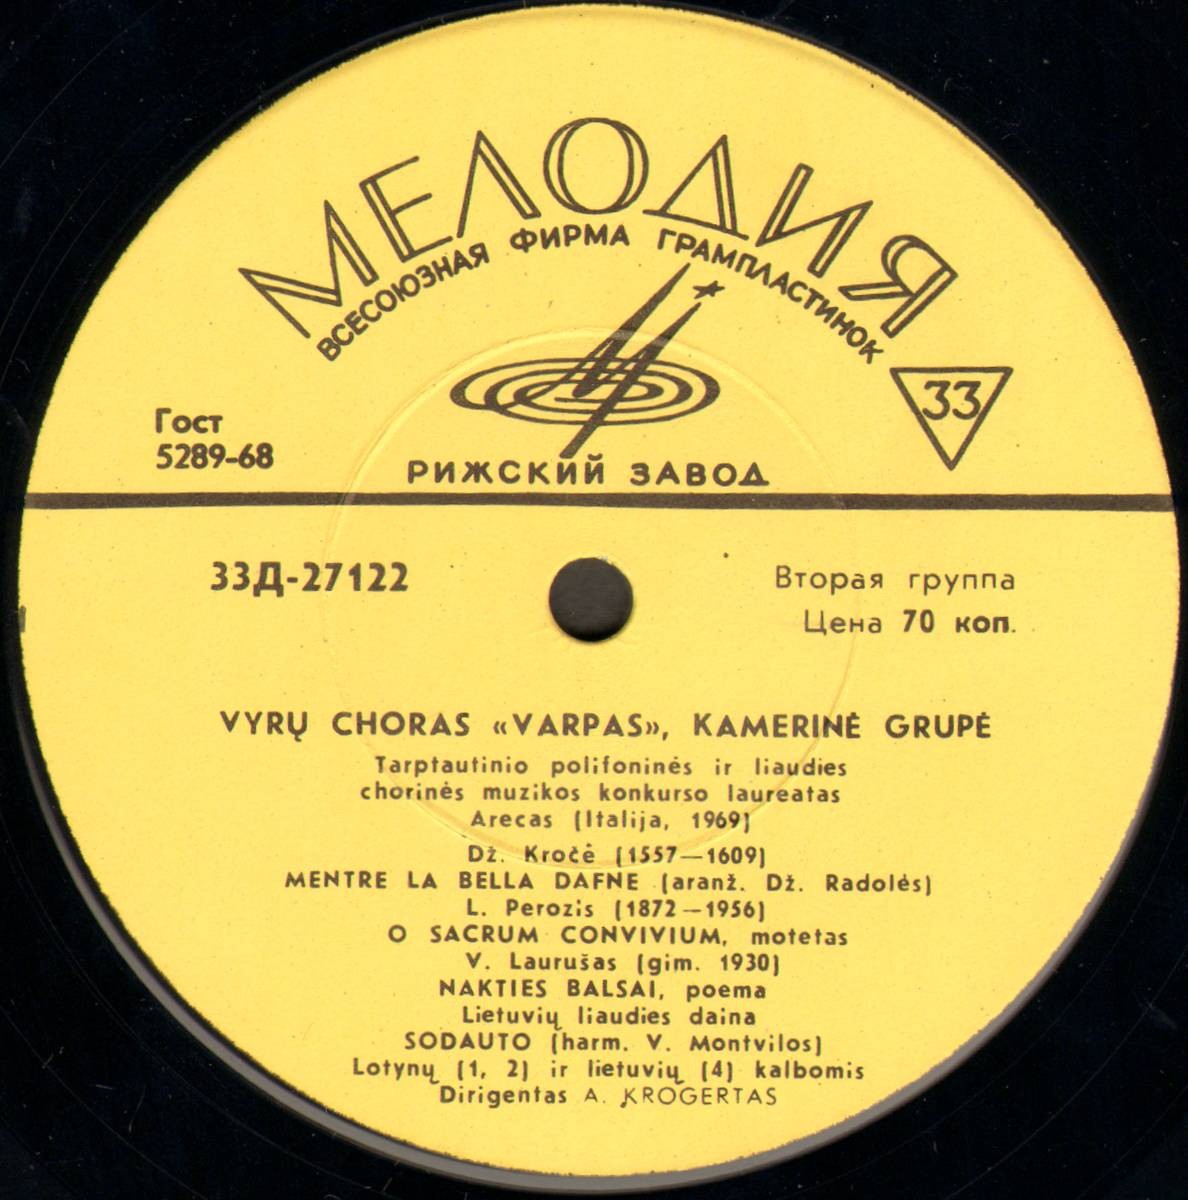 МЕЛОДИЯ
ВСЕСОЮЗНАЯ ФИРМА ГРАМПЛАСТИНОК
33
Гост
5289-68
РИЖСКИЙ ЗАВОД
33Д-27122
Вторая группа
Цена 70 коп.
VYRŲ CHORAS «VARPAS», KAMERINĖ GRUPĖ
Tarptautinio polifoninės ir liaudies
chorinės muzikos konkurso laureatas
Arecas (Italija, 1969)
Dž. Kročė (1557—1609)
MENTRE LA BELLA DAFNE (aranž. Dž. Radolės)
L. Perozis (1872—1956)
O SACRUM CONVIVIUM, motetas
V. Laurušas (gim. 1930)
NAKTIES BALSAI, poema
Lietuvių liaudies daina
SODAUTO (harm. V. Montvilos)
Lotynų (1, 2) ir lietuvių (4) kalbomis
Dirigentas A. KROGERTAS